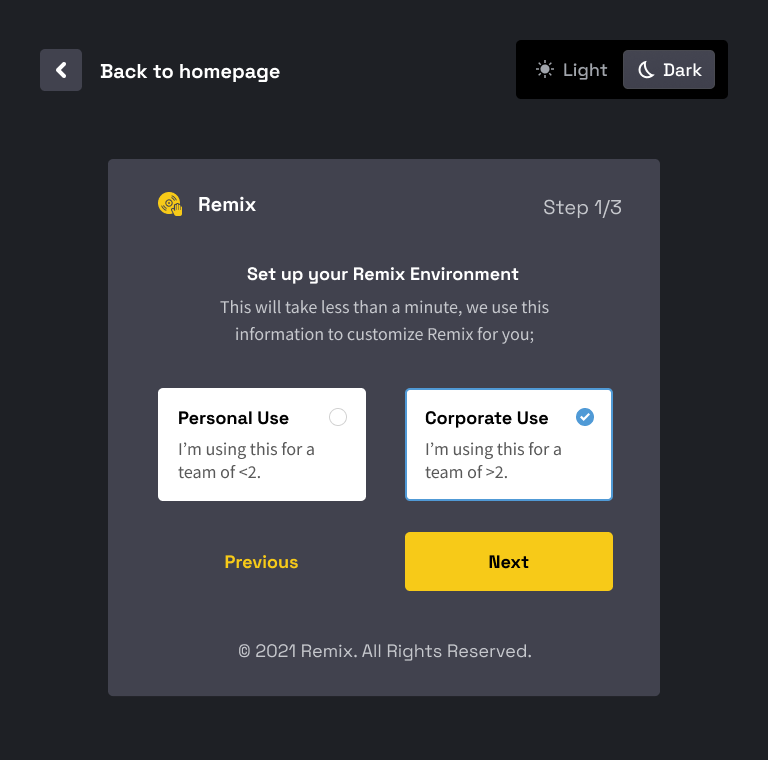 Back to homepage
Light
Dark
Remix
Step 1/3
Set up your Remix Environment
This will take less than a minute, we use this
information to customize Remix for you;
Personal Use
I'm using this for a
team of <2.
Corporate Use
I'm using this for a
team of >2.
Previous
Next
© 2021 Remix. All Rights Reserved.